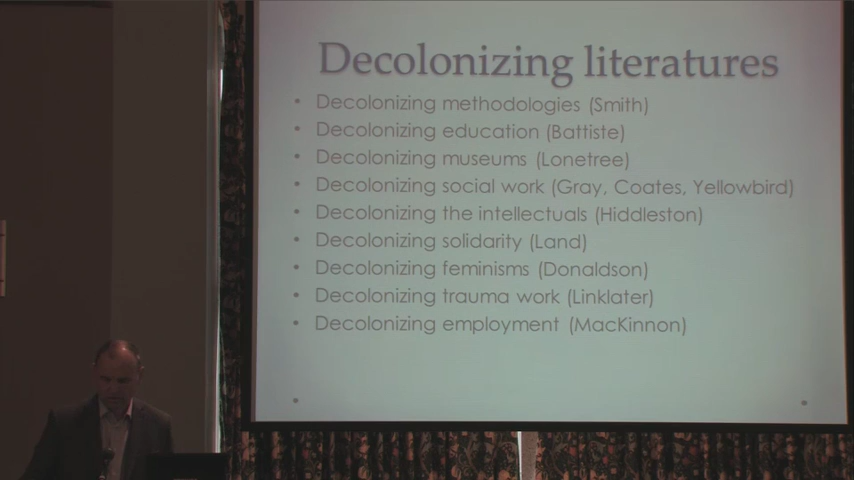 Decolonizing literatures
• Decolonizing methodologies (Smith)
• Decolonizing education (Battiste)
• Decolonizing museums (Lonetree)
• Decolonizing social work (Gray, Coates, Yellowbird)
• Decolonizing the intellectuals (Hiddleston)
• Decolonizing solidarity (Land)
• Decolonizing feminisms (Donaldson)
• Decolonizing trauma work (Linklater)
• Decolonizing employment (MacKinnon)